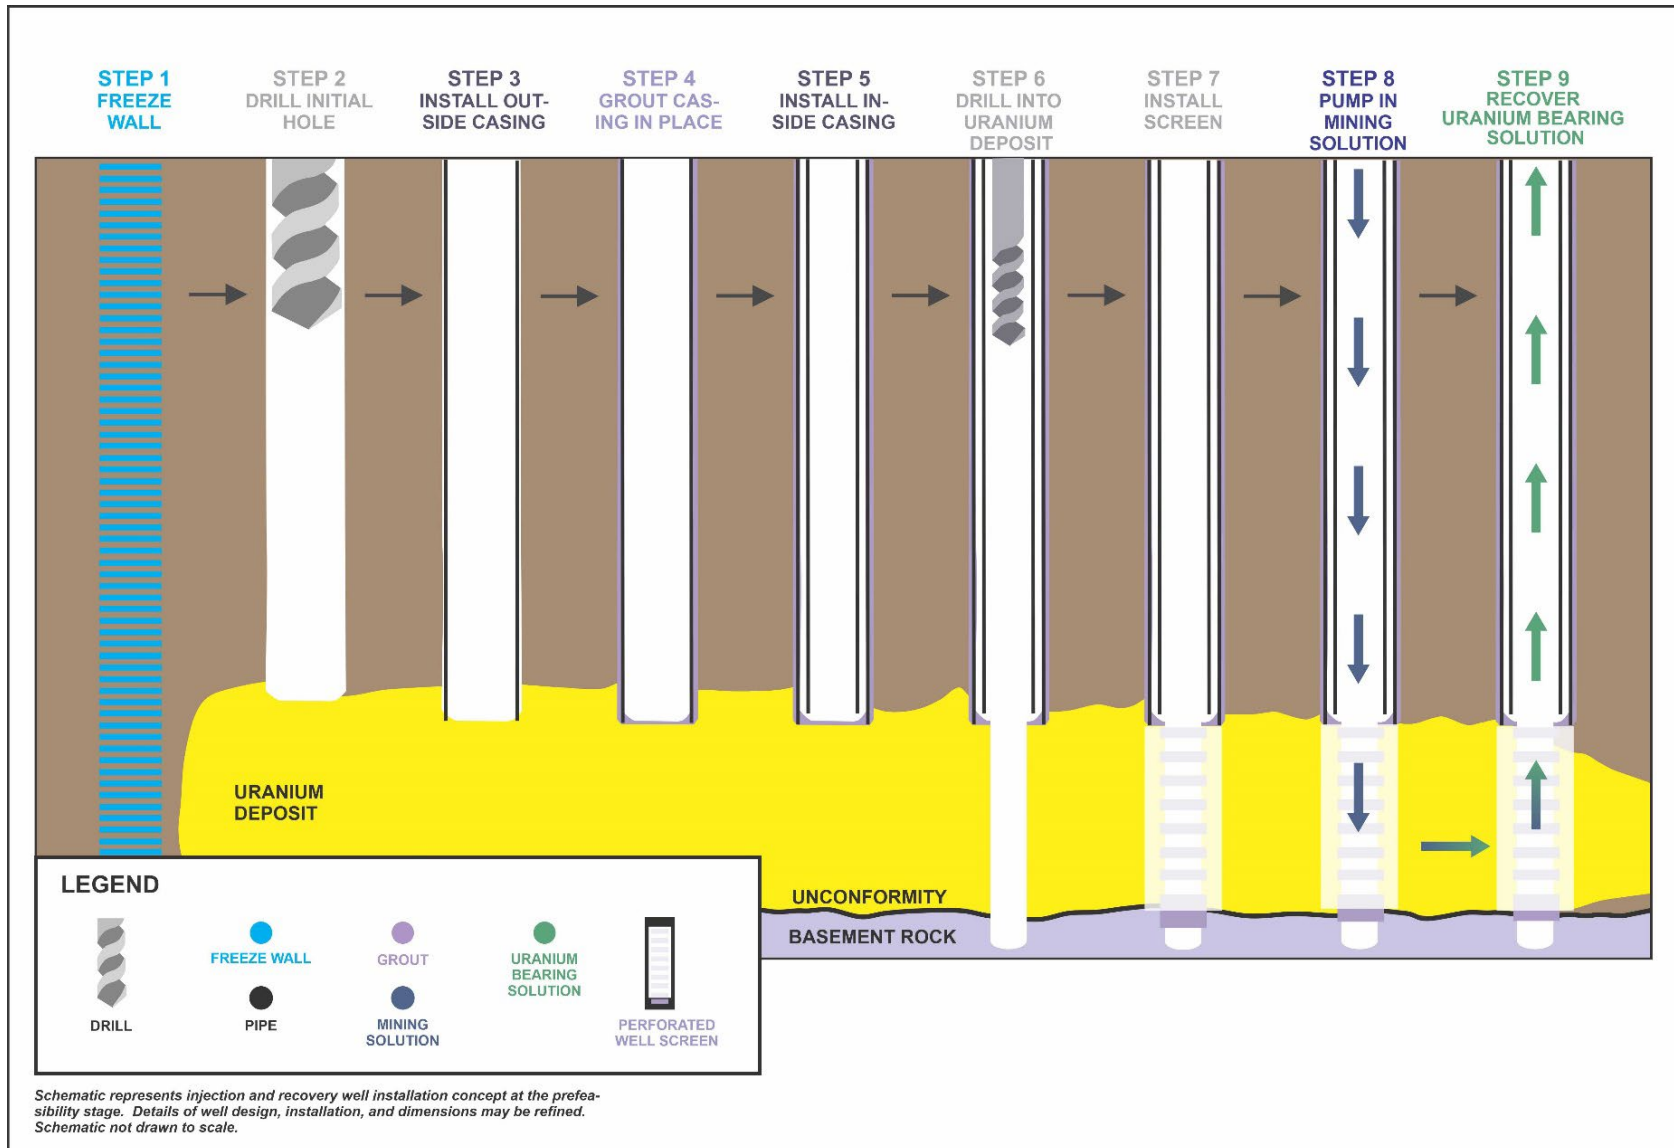 STEP 1
FREEZE
WALL
STEP 2
DRILL INITIAL
HOLE
STEP 3
INSTALL OUT-
SIDE CASING
STEP 4
GROUT CAS-
ING IN PLACE
STEP 5
INSTALL IN-
SIDE CASING
STEP 6
DRILL INTO
URANIUM
DEPOSIT
STEP 7
INSTALL
SCREEN
STEP 8
PUMP IN
MINING
SOLUTION
STEP 9
RECOVER
URANIUM BEARING
SOLUTION
URANIUM
DEPOSIT
UNCONFORMITY
BASEMENT ROCK
LEGEND
DRILL
FREEZE WALL
PIPE
GROUT
MINING
SOLUTION
URANIUM
BEARING
SOLUTION
PERFORATED
WELL SCREEN
Schematic represents injection and recovery well installation concept at the prefea-
sibility stage. Details of well design, installation, and dimensions may be refined.
Schematic not drawn to scale.